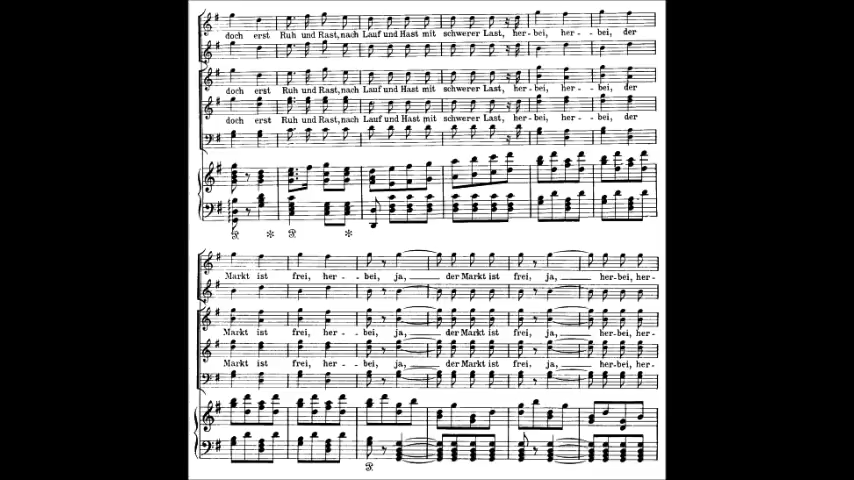 doch erst Ruh und Rast, nach Lauf und Hast mit schwerer Last, her-bei, her - bei, der
doch erst Ruh und Rast, nach Lauf und Hast mit schwerer Last, her-bei, her - bei, der
doch erst Ruh und Rast, nach Lauf und Hast mit schwerer Last, her-bei, her - bei, der
Markt ist frei, her - bei, ja, der Markt ist frei, ja, her-bei, her-
Markt ist frei, her - bei, ja, der Markt ist frei, ja, her-bei, her-
Markt ist frei, her - bei, ja, der Markt ist frei, ja, her-bei, her-